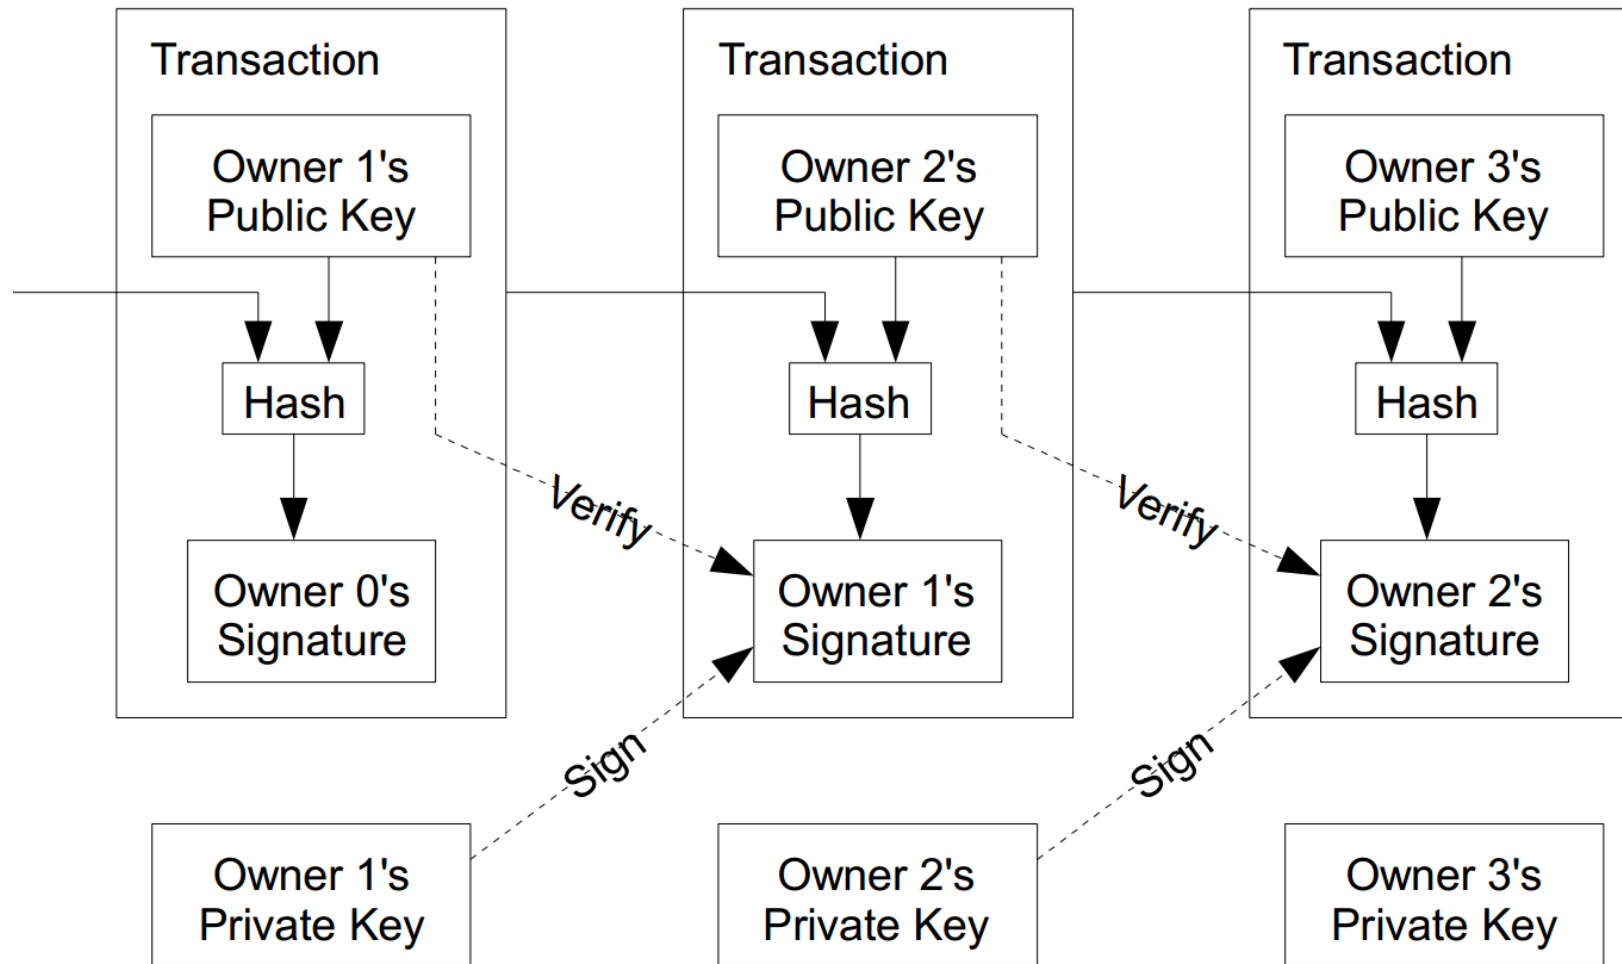 Transaction
Transaction
Transaction
Owner 1's
Public Key
Owner 2's
Public Key
Owner 3's
Public Key
Hash
Hash
Hash
Verify
Verify
Owner 0's
Signature
Owner 1's
Signature
Owner 2's
Signature
Sign
Sign
Owner 1's
Private Key
Owner 2's
Private Key
Owner 3's
Private Key